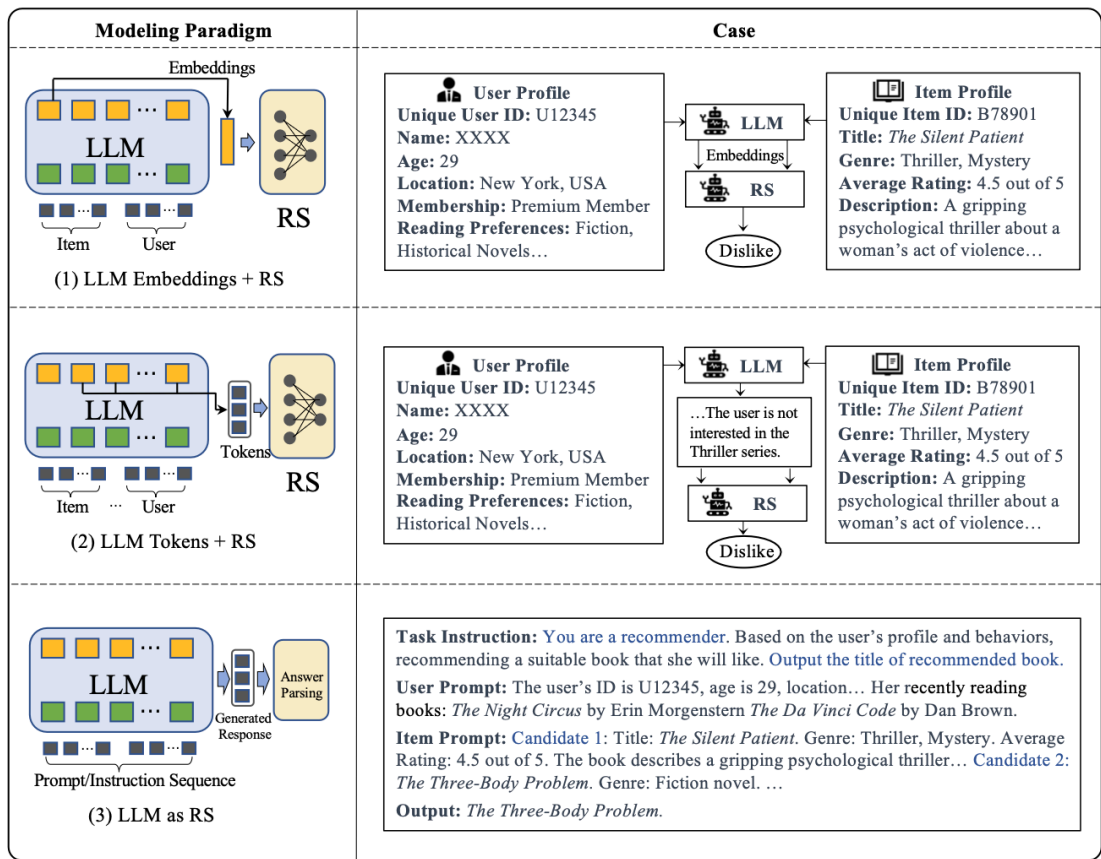 Modeling Paradigm
Case
Embeddings
LLM
Item
User
RS
(1) LLM Embeddings + RS
User Profile
Unique User ID: U12345
Name: XXXX
Age: 29
Location: New York, USA
Membership: Premium Member
Reading Preferences: Fiction,
Historical Novels…
LLM
Embeddings
RS
Dislike
Item Profile
Unique Item ID: B78901
Title: The Silent Patient
Genre: Thriller, Mystery
Average Rating: 4.5 out of 5
Description: A gripping
psychological thriller about a
woman's act of violence…
LLM
Tokens
RS
Item
…
User
(2) LLM Tokens + RS
User Profile
Unique User ID: U12345
Name: XXXX
Age: 29
Location: New York, USA
Membership: Premium Member
Reading Preferences: Fiction,
Historical Novels…
LLM
…The user is not
interested in the
Thriller series.
RS
Dislike
Item Profile
Unique Item ID: B78901
Title: The Silent Patient
Genre: Thriller, Mystery
Average Rating: 4.5 out of 5
Description: A gripping
psychological thriller about a
woman's act of violence…
LLM
Generated
Response
Answer
Parsing
Prompt/Instruction Sequence
(3) LLM as RS
Task Instruction: You are a recommender. Based on the user's profile and behaviors,
recommending a suitable book that she will like. Output the title of recommended book.
User Prompt: The user's ID is U12345, age is 29, location… Her recently reading
books: The Night Circus by Erin Morgenstern The Da Vinci Code by Dan Brown.
Item Prompt: Candidate 1: Title: The Silent Patient. Genre: Thriller, Mystery. Average
Rating: 4.5 out of 5. The book describes a gripping psychological thriller… Candidate 2:
The Three-Body Problem. Genre: Fiction novel. …
Output: The Three-Body Problem.